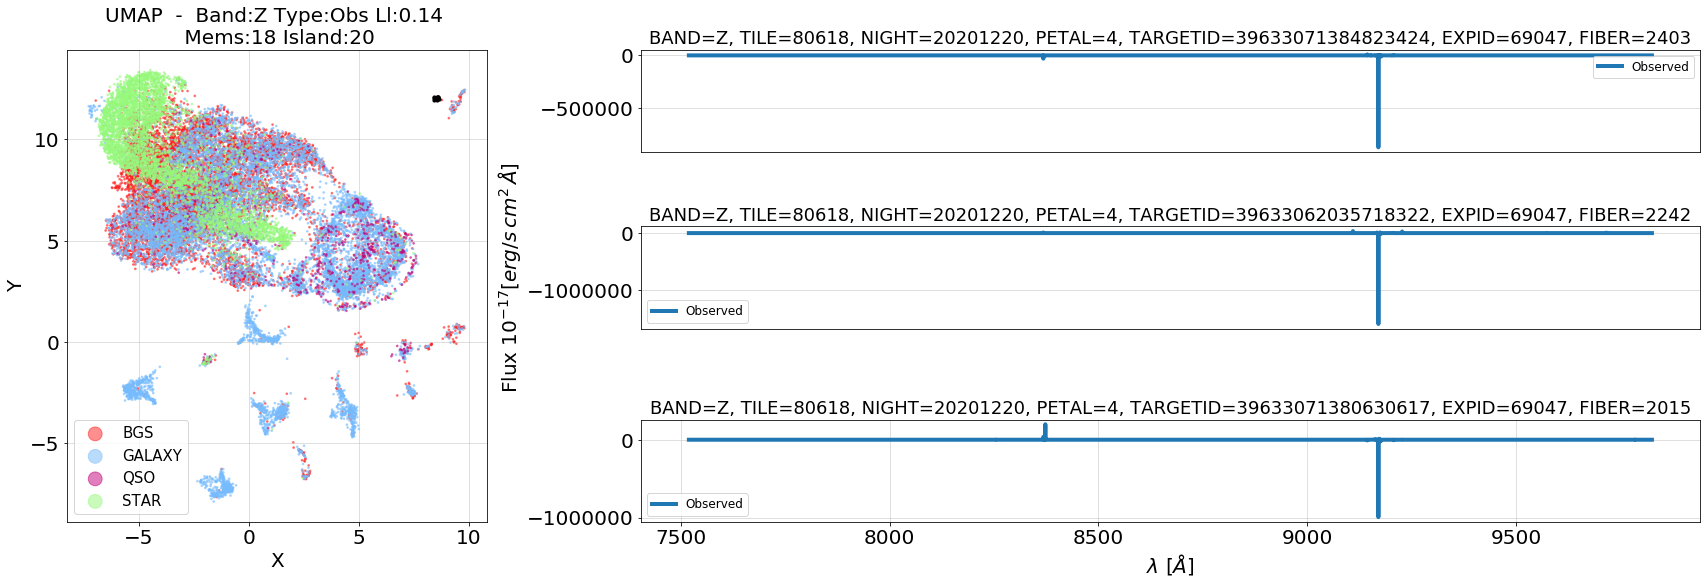 UMAP  -  Band:Z Type:Obs Ll:0.14
Mems:18 Island:20
10
5
0
−5
Y
−5
0
5
10
X
BGS
GALAXY
QSO
STAR
Flux 10^{-17}[erg/s cm^2 Å]
BAND=Z, TILE=80618, NIGHT=20201220, PETAL=4, TARGETID=39633071384823424, EXPID=69047, FIBER=2403
0
−500000
Observed
BAND=Z, TILE=80618, NIGHT=20201220, PETAL=4, TARGETID=39633062035718322, EXPID=69047, FIBER=2242
0
−1000000
Observed
BAND=Z, TILE=80618, NIGHT=20201220, PETAL=4, TARGETID=39633071380630617, EXPID=69047, FIBER=2015
0
−1000000
Observed
7500
8000
8500
9000
9500
λ [Å]